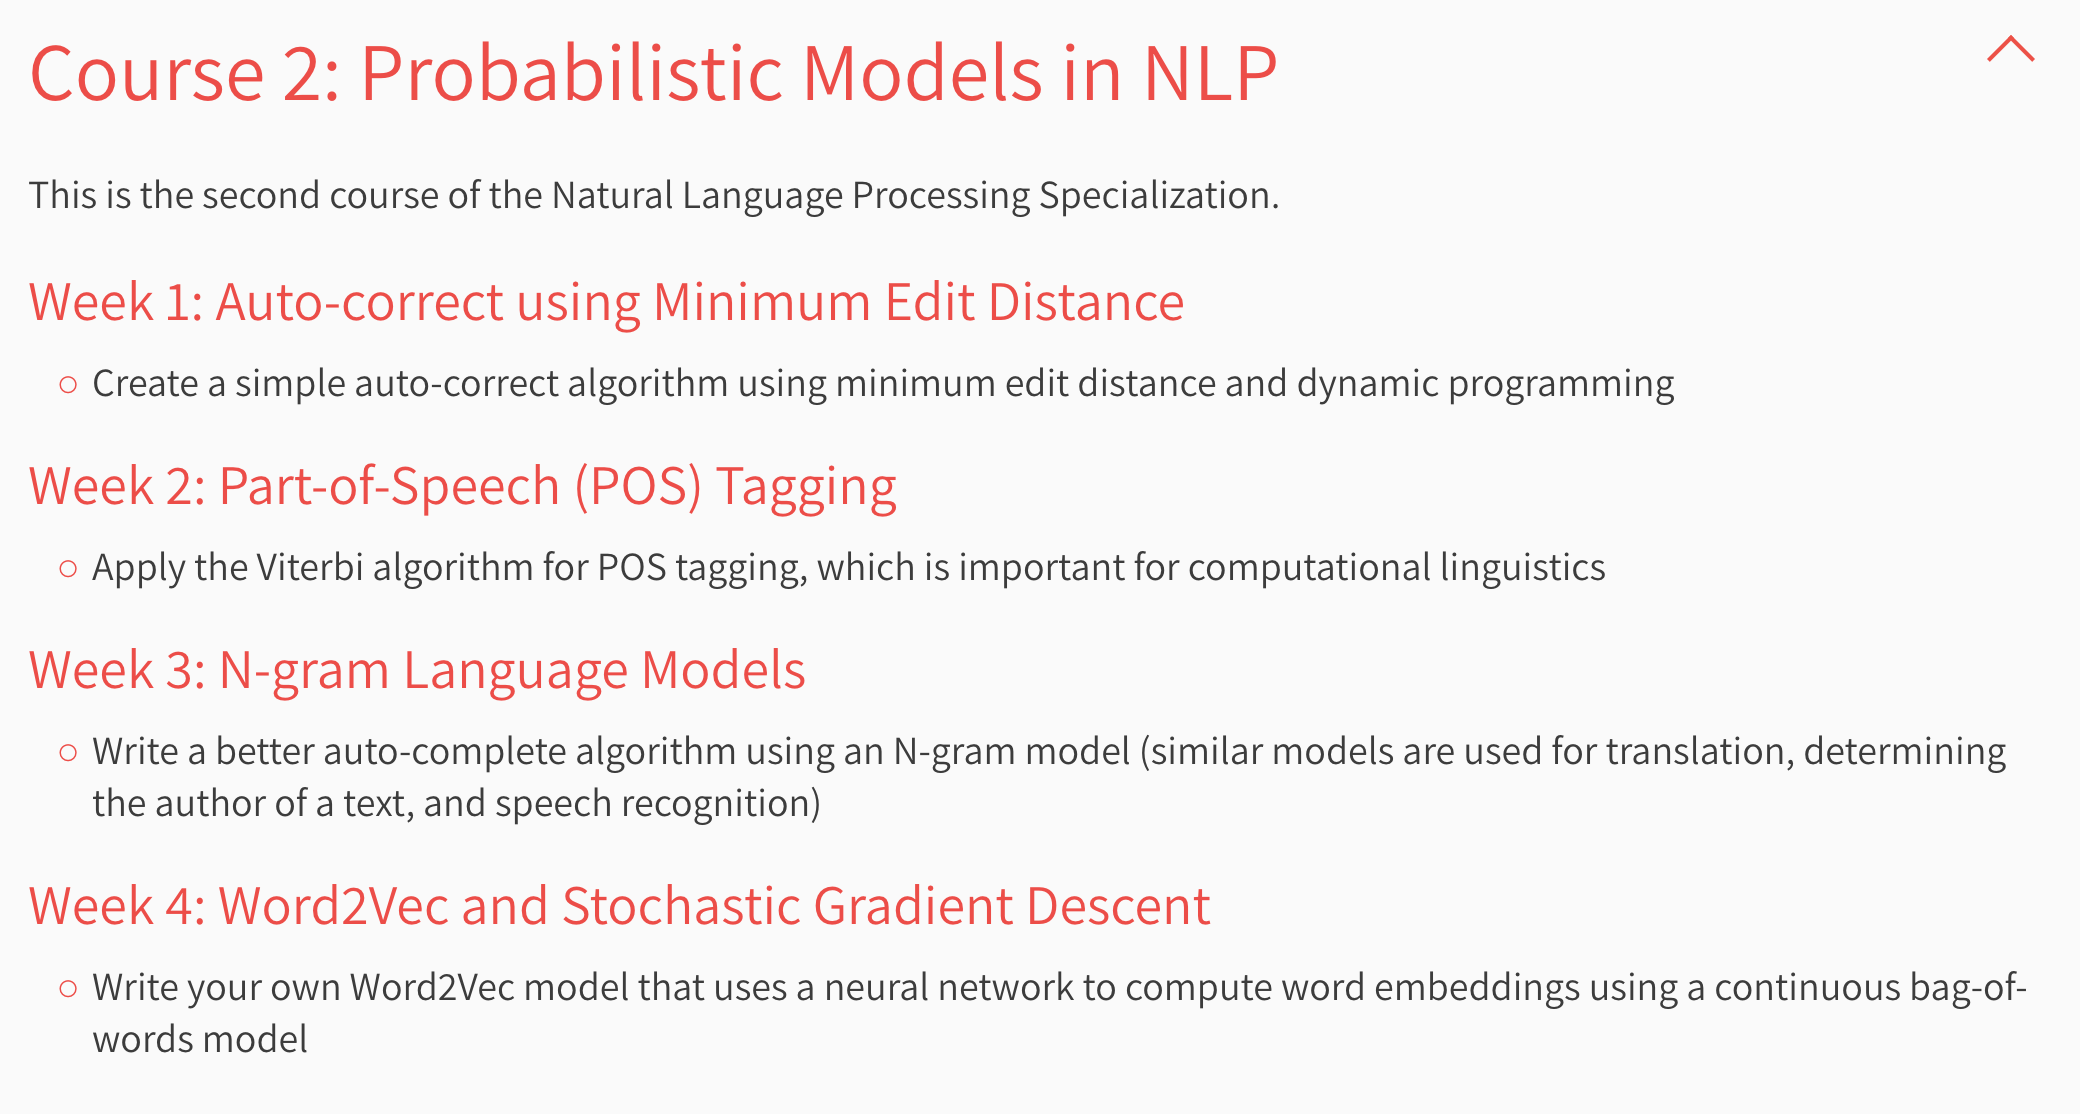 Course 2: Probabilistic Models in NLP
This is the second course of the Natural Language Processing Specialization.
Week 1: Auto-correct using Minimum Edit Distance
○ Create a simple auto-correct algorithm using minimum edit distance and dynamic programming
Week 2: Part-of-Speech (POS) Tagging
○ Apply the Viterbi algorithm for POS tagging, which is important for computational linguistics
Week 3: N-gram Language Models
○ Write a better auto-complete algorithm using an N-gram model (similar models are used for translation, determining
the author of a text, and speech recognition)
Week 4: Word2Vec and Stochastic Gradient Descent
○ Write your own Word2Vec model that uses a neural network to compute word embeddings using a continuous bag-of-
words model